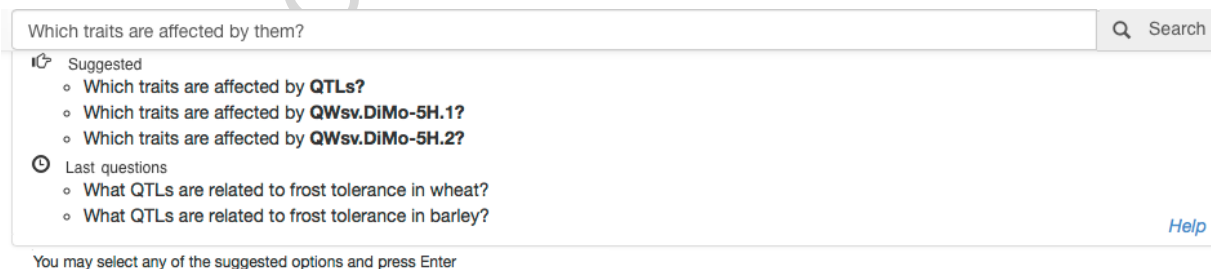 Which traits are affected by them?
Search
Suggested
Which traits are affected by QTLs?
Which traits are affected by QWsv.DiMo-5H.1?
Which traits are affected by QWsv.DiMo-5H.2?
Last questions
What QTLs are related to frost tolerance in wheat?
What QTLs are related to frost tolerance in barley?
Help
You may select any of the suggested options and press Enter